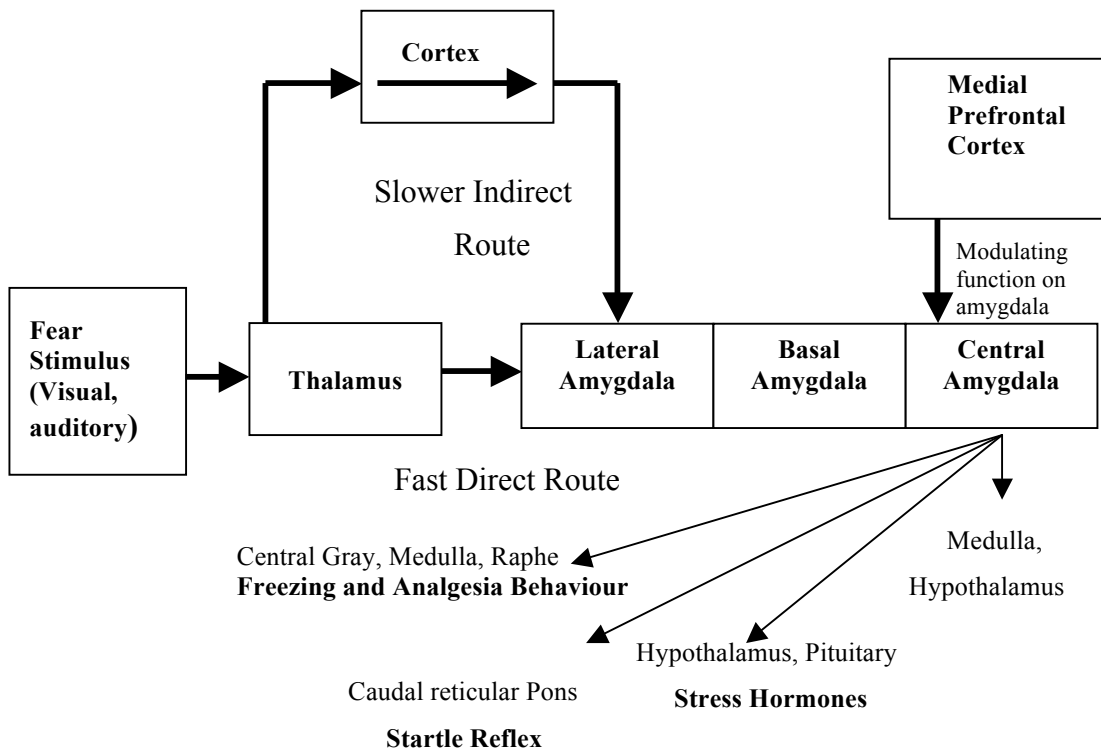 Cortex
Medial
Prefrontal
Cortex
Slower Indirect
Route
Modulating
function on
amygdala
Fear
Stimulus
(Visual,
auditory)
Thalamus
Lateral
Amygdala
Basal
Amygdala
Central
Amygdala
Fast Direct Route
Central Gray, Medulla, Raphe
Freezing and Analgesia Behaviour
Medulla,
Hypothalamus
Hypothalamus, Pituitary
Stress Hormones
Caudal reticular Pons
Startle Reflex